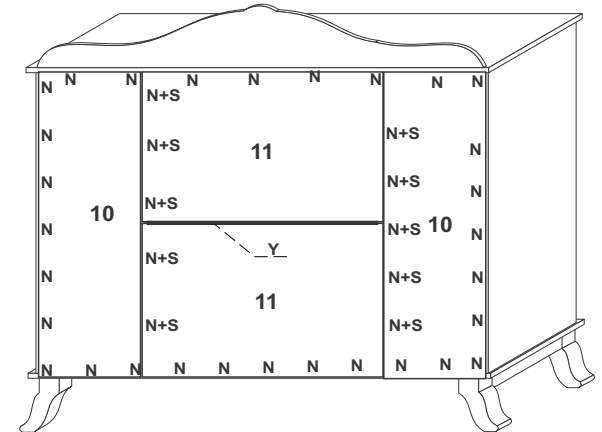 N N N N N N N N N
N N+S
N N+S N+S
11 N
N N+S N
N+S
10 N+S 10
N N+S N
Y
N N+S N+S N
11
N N+S N+S N
N N N N N N N N N N N